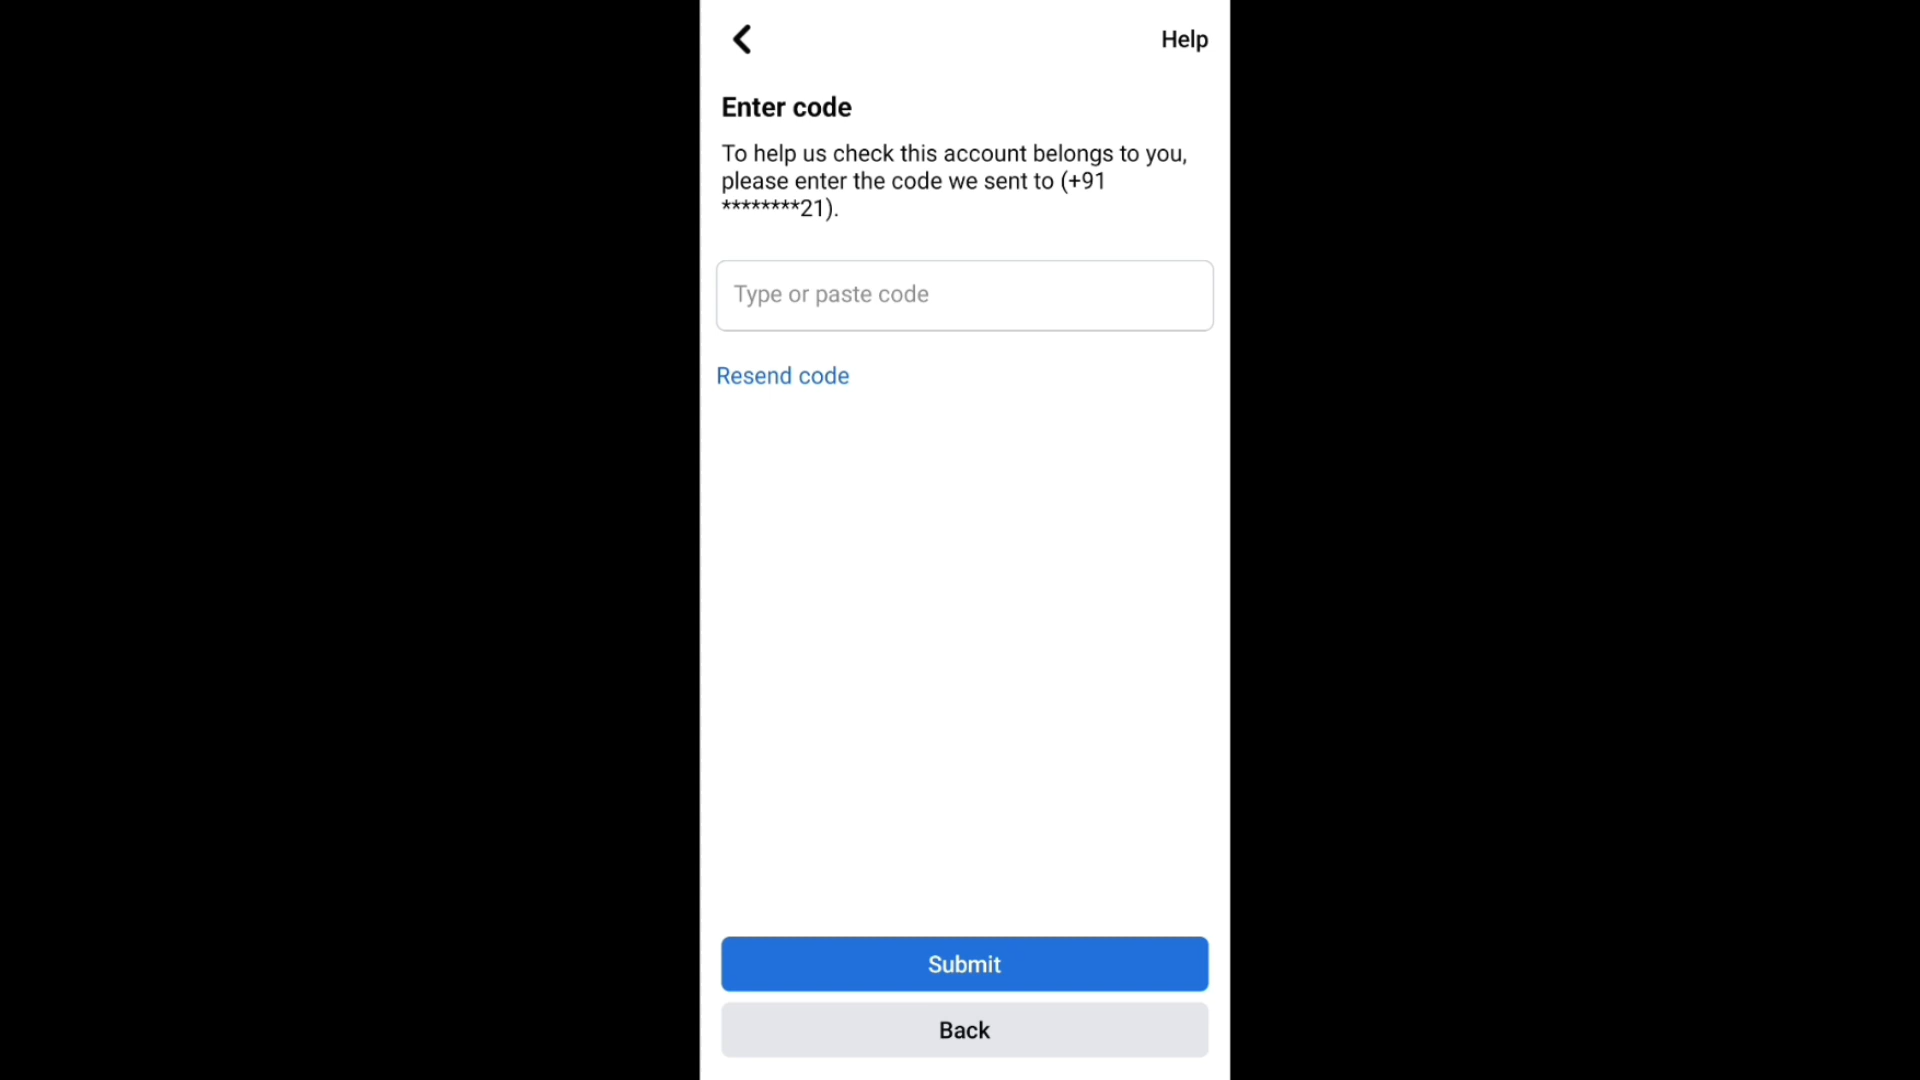 Help
Enter code
To help us check this account belongs to you,
please enter the code we sent to (+91
********21).
Type or paste code
Resend code
Submit
Back